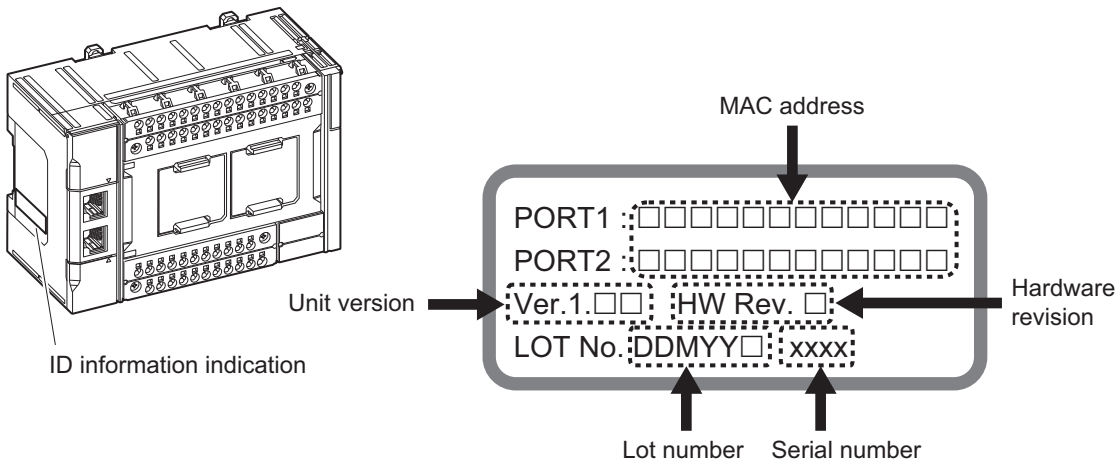 MAC address
PORT1 : □□□□□□□□□□□□
PORT2 : □□□□□□□□□□□□
Unit version
Ver.1.□□ HW Rev. □
Hardware
revision
LOT No. DDMYY□ xxxx
ID information indication
Lot number Serial number